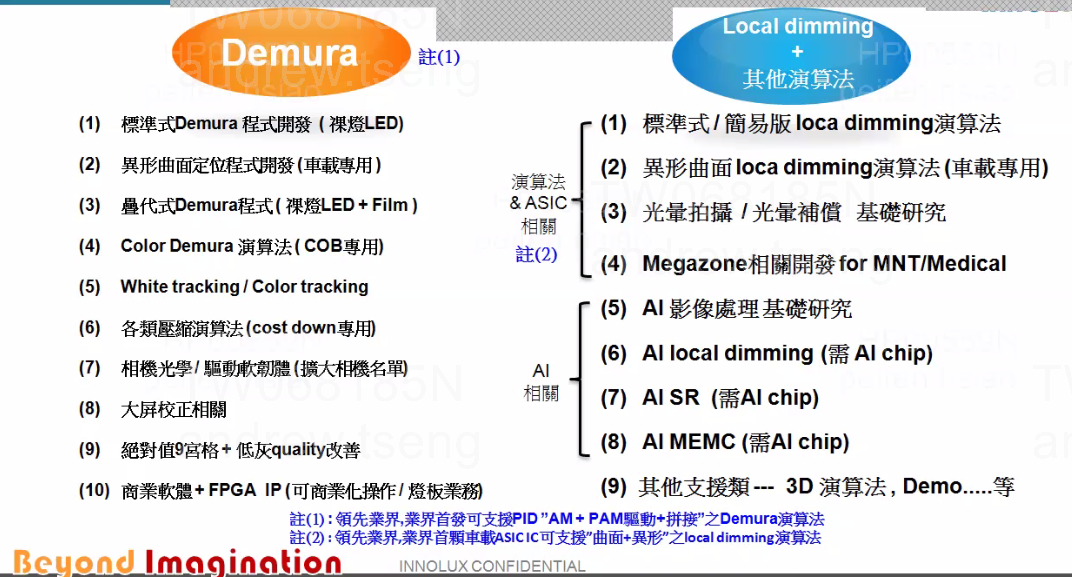 Demura
註(1)
(1) 標準式Demura 程式開發 ( 裸燈LED)
(2) 異形曲面定位程式開發 (車載專用)
(3) 疊代式Demura程式 ( 裸燈LED + Film )
(4) Color Demura 演算法 ( COB專用)
(5) White tracking / Color tracking
(6) 各類壓縮演算法 (cost down專用)
(7) 相機光學 / 驅動軟韌體 (擴大相機名單)
(8) 大屏校正相關
(9) 絕對值9宮格 + 低灰quality改善
(10) 商業軟體 + FPGA IP (可商業化操作 / 燈板業務)
Local dimming
+
其他演算法
演算法
& ASIC
相關
註(2)
(1) 標準式 / 簡易版 loca dimming演算法
(2) 異形曲面 loca dimming演算法 (車載專用)
(3) 光暈拍攝 / 光暈補償 基礎研究
(4) Megazone相關開發 for MNT/Medical
AI
相關
(5) AI 影像處理 基礎研究
(6) AI local dimming (需 AI chip)
(7) AI SR (需AI chip)
(8) AI MEMC (需AI chip)
(9) 其他支援類 --- 3D 演算法 , Demo.....等
註(1) : 領先業界,業界首發可支援PID ”AM + PAM驅動+拼接”之Demura演算法
註(2) : 領先業界,業界首顆車載ASIC IC可支援”曲面+異形”之local dimming演算法
Beyond Imagination
INNOLUX CONFIDENTIAL
TW068185N
andrew.tseng